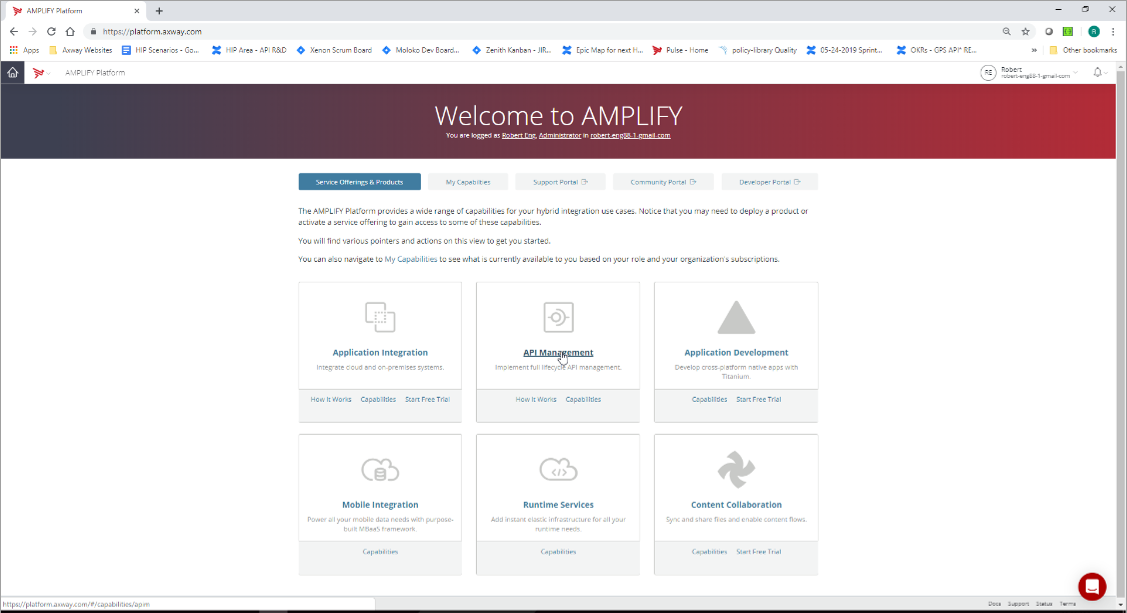 AMPLIFY Platform
https://platform.axway.com
Apps Axway Websites HIP Scenarios - Go... HIP Area - API R&D Xenon Scrum Board Moloko Dev Board... Zenith Kanban - JIR... Epic Map for next H... Pulse - Home policy-library Quality 05-24-2019 Sprint... OKRs - GPS API* RE... » Other bookmarks
AMPLIFY Platform
RE Robert
robert-eng88-1-gmail-com
Welcome to AMPLIFY
You are logged as Robert Eng, Administrator in robert-eng88-1-gmail-com
Service Offerings & Products My Capabilities Support Portal Community Portal Developer Portal
The AMPLIFY Platform provides a wide range of capabilities for your hybrid integration use cases. Notice that you may need to deploy a product or
activate a service offering to gain access to some of these capabilities.
You will find various pointers and actions on this view to get you started.
You can also navigate to My Capabilities to see what is currently available to you based on your role and your organization's subscriptions.
Application Integration
Integrate cloud and on-premises systems.
How It Works Capabilities Start Free Trial
API Management
Implement full lifecycle API management.
How It Works Capabilities
Application Development
Develop cross-platform native apps with
Titanium.
Capabilities Start Free Trial
Mobile Integration
Power all your mobile data needs with purpose-
built MBaaS framework.
Capabilities
Runtime Services
Add instant elastic infrastructure for all your
runtime needs.
Capabilities
Content Collaboration
Sync and share files and enable content flows.
Capabilities Start Free Trial
https://platform.axway.com/#/capabilities/apim
Docs Support Status Terms